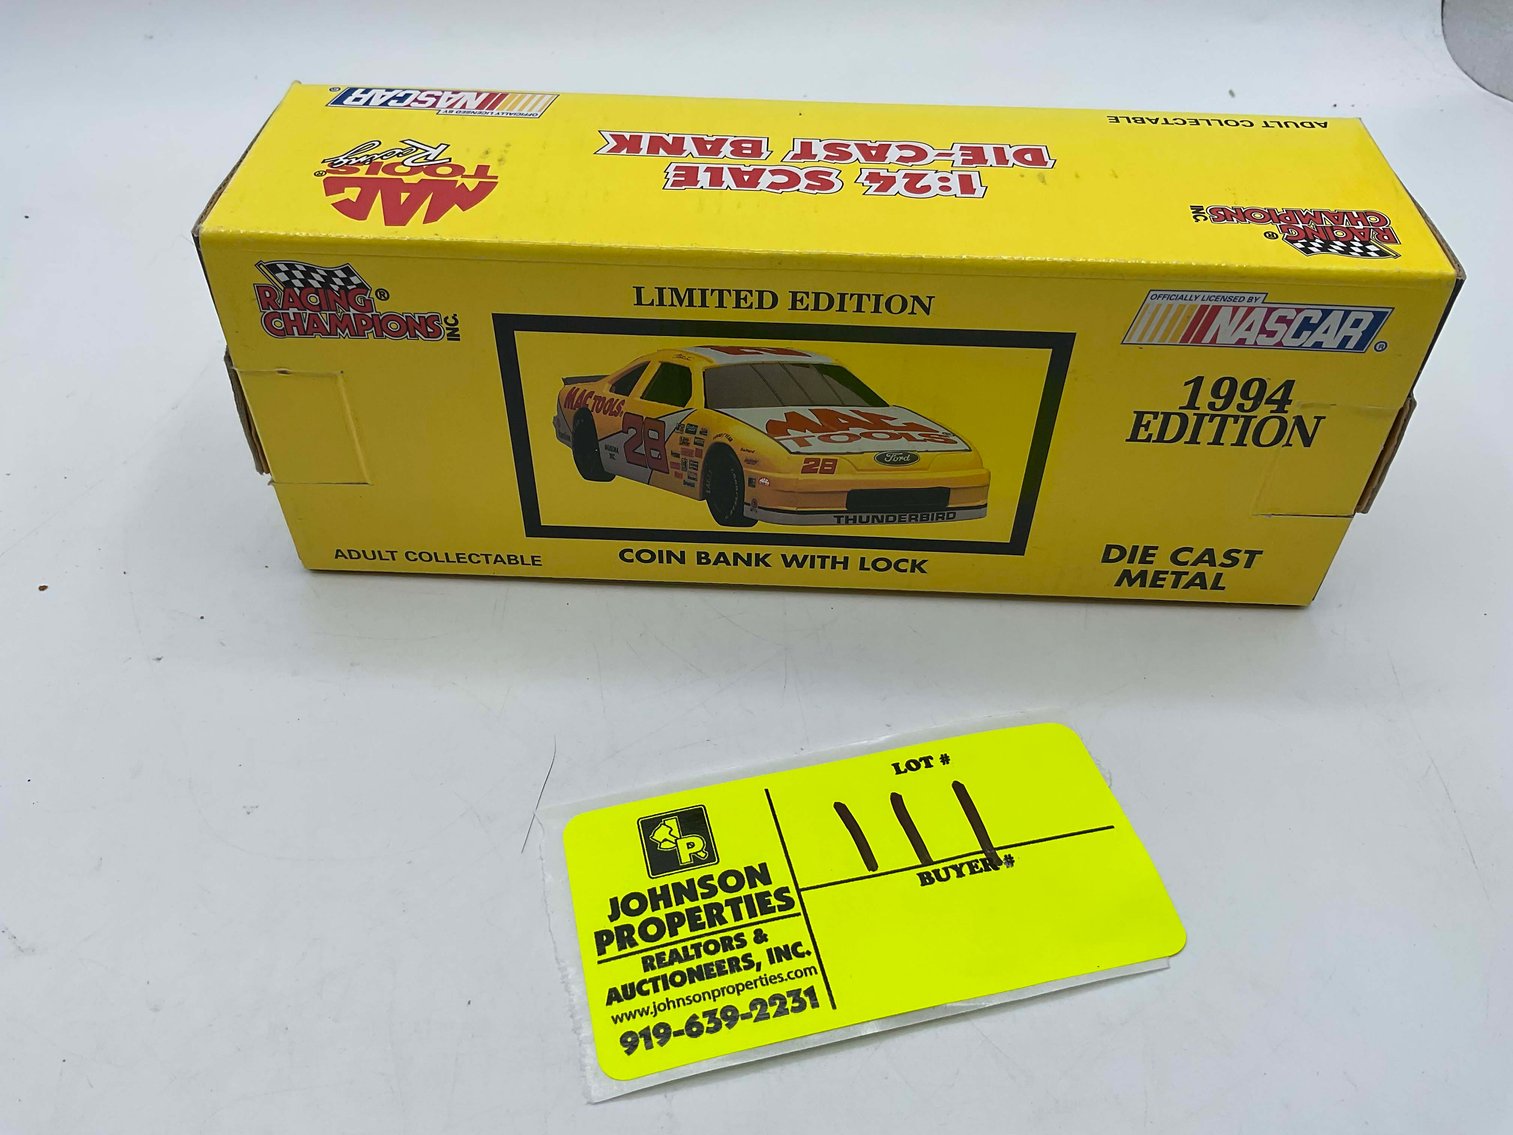 OFFICIALLY LICENSED BY
NASCAR®
MAC
TOOLS®
Racing
1:24 SCALE
DIE-CAST BANK
ADULT COLLECTABLE
RACING
CHAMPIONS®
INC.
RACING®
CHAMPIONS
INC.
LIMITED EDITION
OFFICIALLY LICENSED BY
NASCAR®
1994
EDITION
MAC TOOLS
28
MAC
TOOLS
28
Ford
THUNDERBIRD
ADULT COLLECTABLE
COIN BANK WITH LOCK
DIE CAST
METAL
LOT #
111
BUYER #
JOHNSON
PROPERTIES
REALTORS &
AUCTIONEERS, INC.
www.johnsonproperties.com
919-639-2231